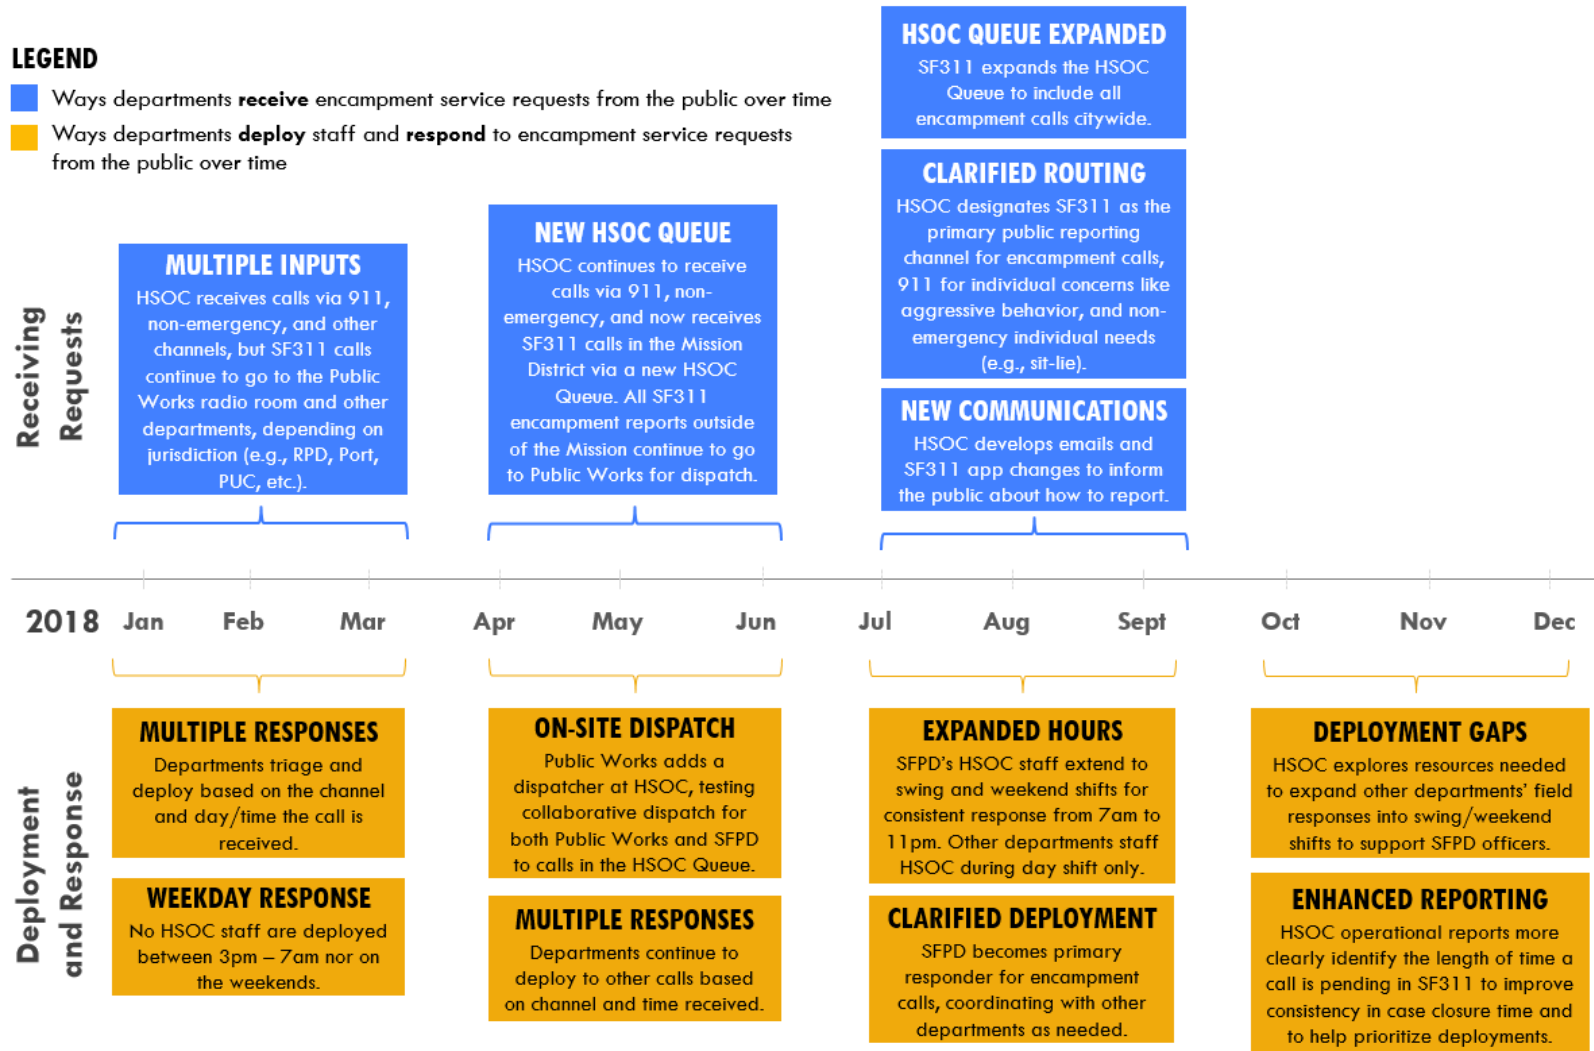 LEGEND
Ways departments receive encampment service requests from the public over time
Ways departments deploy staff and respond to encampment service requests
from the public over time
Receiving
Requests
MULTIPLE INPUTS
HSOC receives calls via 911,
non-emergency, and other
channels, but SF311 calls
continue to go to the Public
Works radio room and other
departments, depending on
jurisdiction (e.g., RPD, Port,
PUC, etc.).
NEW HSOC QUEUE
HSOC continues to receive
calls via 911, non-
emergency, and now receives
SF311 calls in the Mission
District via a new HSOC
Queue. All SF311
encampment reports outside
of the Mission continue to go
to Public Works for dispatch.
HSOC QUEUE EXPANDED
SF311 expands the HSOC
Queue to include all
encampment calls citywide.
CLARIFIED ROUTING
HSOC designates SF311 as the
primary public reporting
channel for encampment calls,
911 for individual concerns like
aggressive behavior, and non-
emergency individual needs
(e.g., sit-lie).
NEW COMMUNICATIONS
HSOC develops emails and
SF311 app changes to inform
the public about how to report.
2018 Jan Feb Mar Apr May Jun Jul Aug Sept Oct Nov Dec
Deployment
and Response
MULTIPLE RESPONSES
Departments triage and
deploy based on the channel
and day/time the call is
received.
WEEKDAY RESPONSE
No HSOC staff are deployed
between 3pm – 7am nor on
the weekends.
ON-SITE DISPATCH
Public Works adds a
dispatcher at HSOC, testing
collaborative dispatch for
both Public Works and SFPD
to calls in the HSOC Queue.
MULTIPLE RESPONSES
Departments continue to
deploy to other calls based
on channel and time received.
EXPANDED HOURS
SFPD's HSOC staff extend to
swing and weekend shifts for
consistent response from 7am to
11pm. Other departments staff
HSOC during day shift only.
CLARIFIED DEPLOYMENT
SFPD becomes primary
responder for encampment
calls, coordinating with other
departments as needed.
DEPLOYMENT GAPS
HSOC explores resources needed
to expand other departments' field
responses into swing/weekend
shifts to support SFPD officers.
ENHANCED REPORTING
HSOC operational reports more
clearly identify the length of time a
call is pending in SF311 to improve
consistency in case closure time and
to help prioritize deployments.